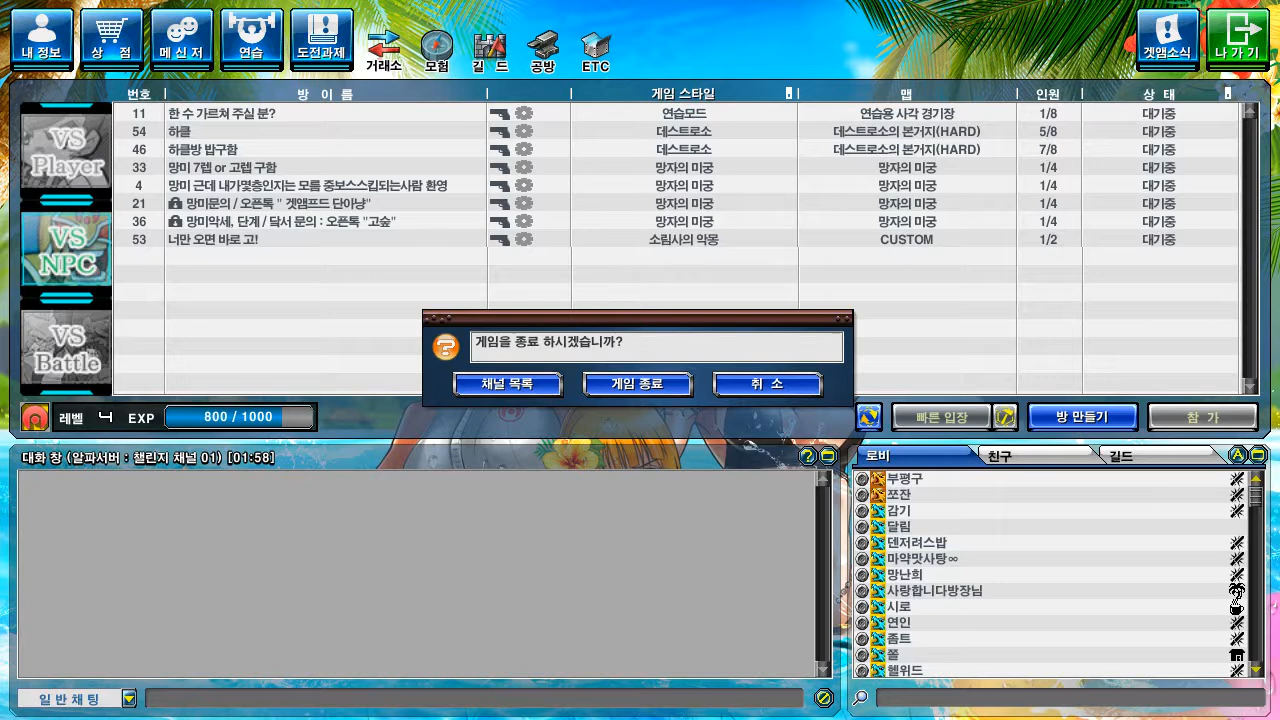 내 정보
상 점
메 신 저
연습
도전과제
거래소
모험
길 드
공방
ETC
겟앰소식
나 가 기
번호 방 이 름 게임 스타일 맵 인원 상 태
VS Player
VS NPC
VS Battle
11 한 수 가르쳐 주실 분? 연습모드 연습용 사각 경기장 1/8 대기중
54 하클 데스트로소 데스트로소의 본거지(HARD) 5/8 대기중
46 하클방 밥구함 데스트로소 데스트로소의 본거지(HARD) 7/8 대기중
33 망미 7렙 or 고렙 구함 망자의 미궁 망자의 미궁 1/4 대기중
4 망미 근데 내가몇층인지는 모름 중보스스킵되는사람 환영 망자의 미궁 망자의 미궁 1/4 대기중
21 망미문의 / 오픈톡 " 겟앰프드 단아냥" 망자의 미궁 망자의 미궁 1/4 대기중
36 망미악세, 단계 / 닼서 문의 : 오픈톡 "고숲" 망자의 미궁 망자의 미궁 1/4 대기중
53 너만 오면 바로 고! 소림사의 악몽 CUSTOM 1/2 대기중
게임을 종료 하시겠습니까?
채널 목록 게임 종료 취 소
레벨 4 EXP 800 / 1000
빠른 입장 방 만들기 참 가
대화 창 (알파서버 : 챌린지 채널 01) [01:58]
로비 친구 길드
부평구
쪼잔
감기
달림
덴저려스밥
마약맛사탕∞
망난희
사랑합니다방장님
시로
연인
좀트
쫄
헬위드
일 반 채 팅